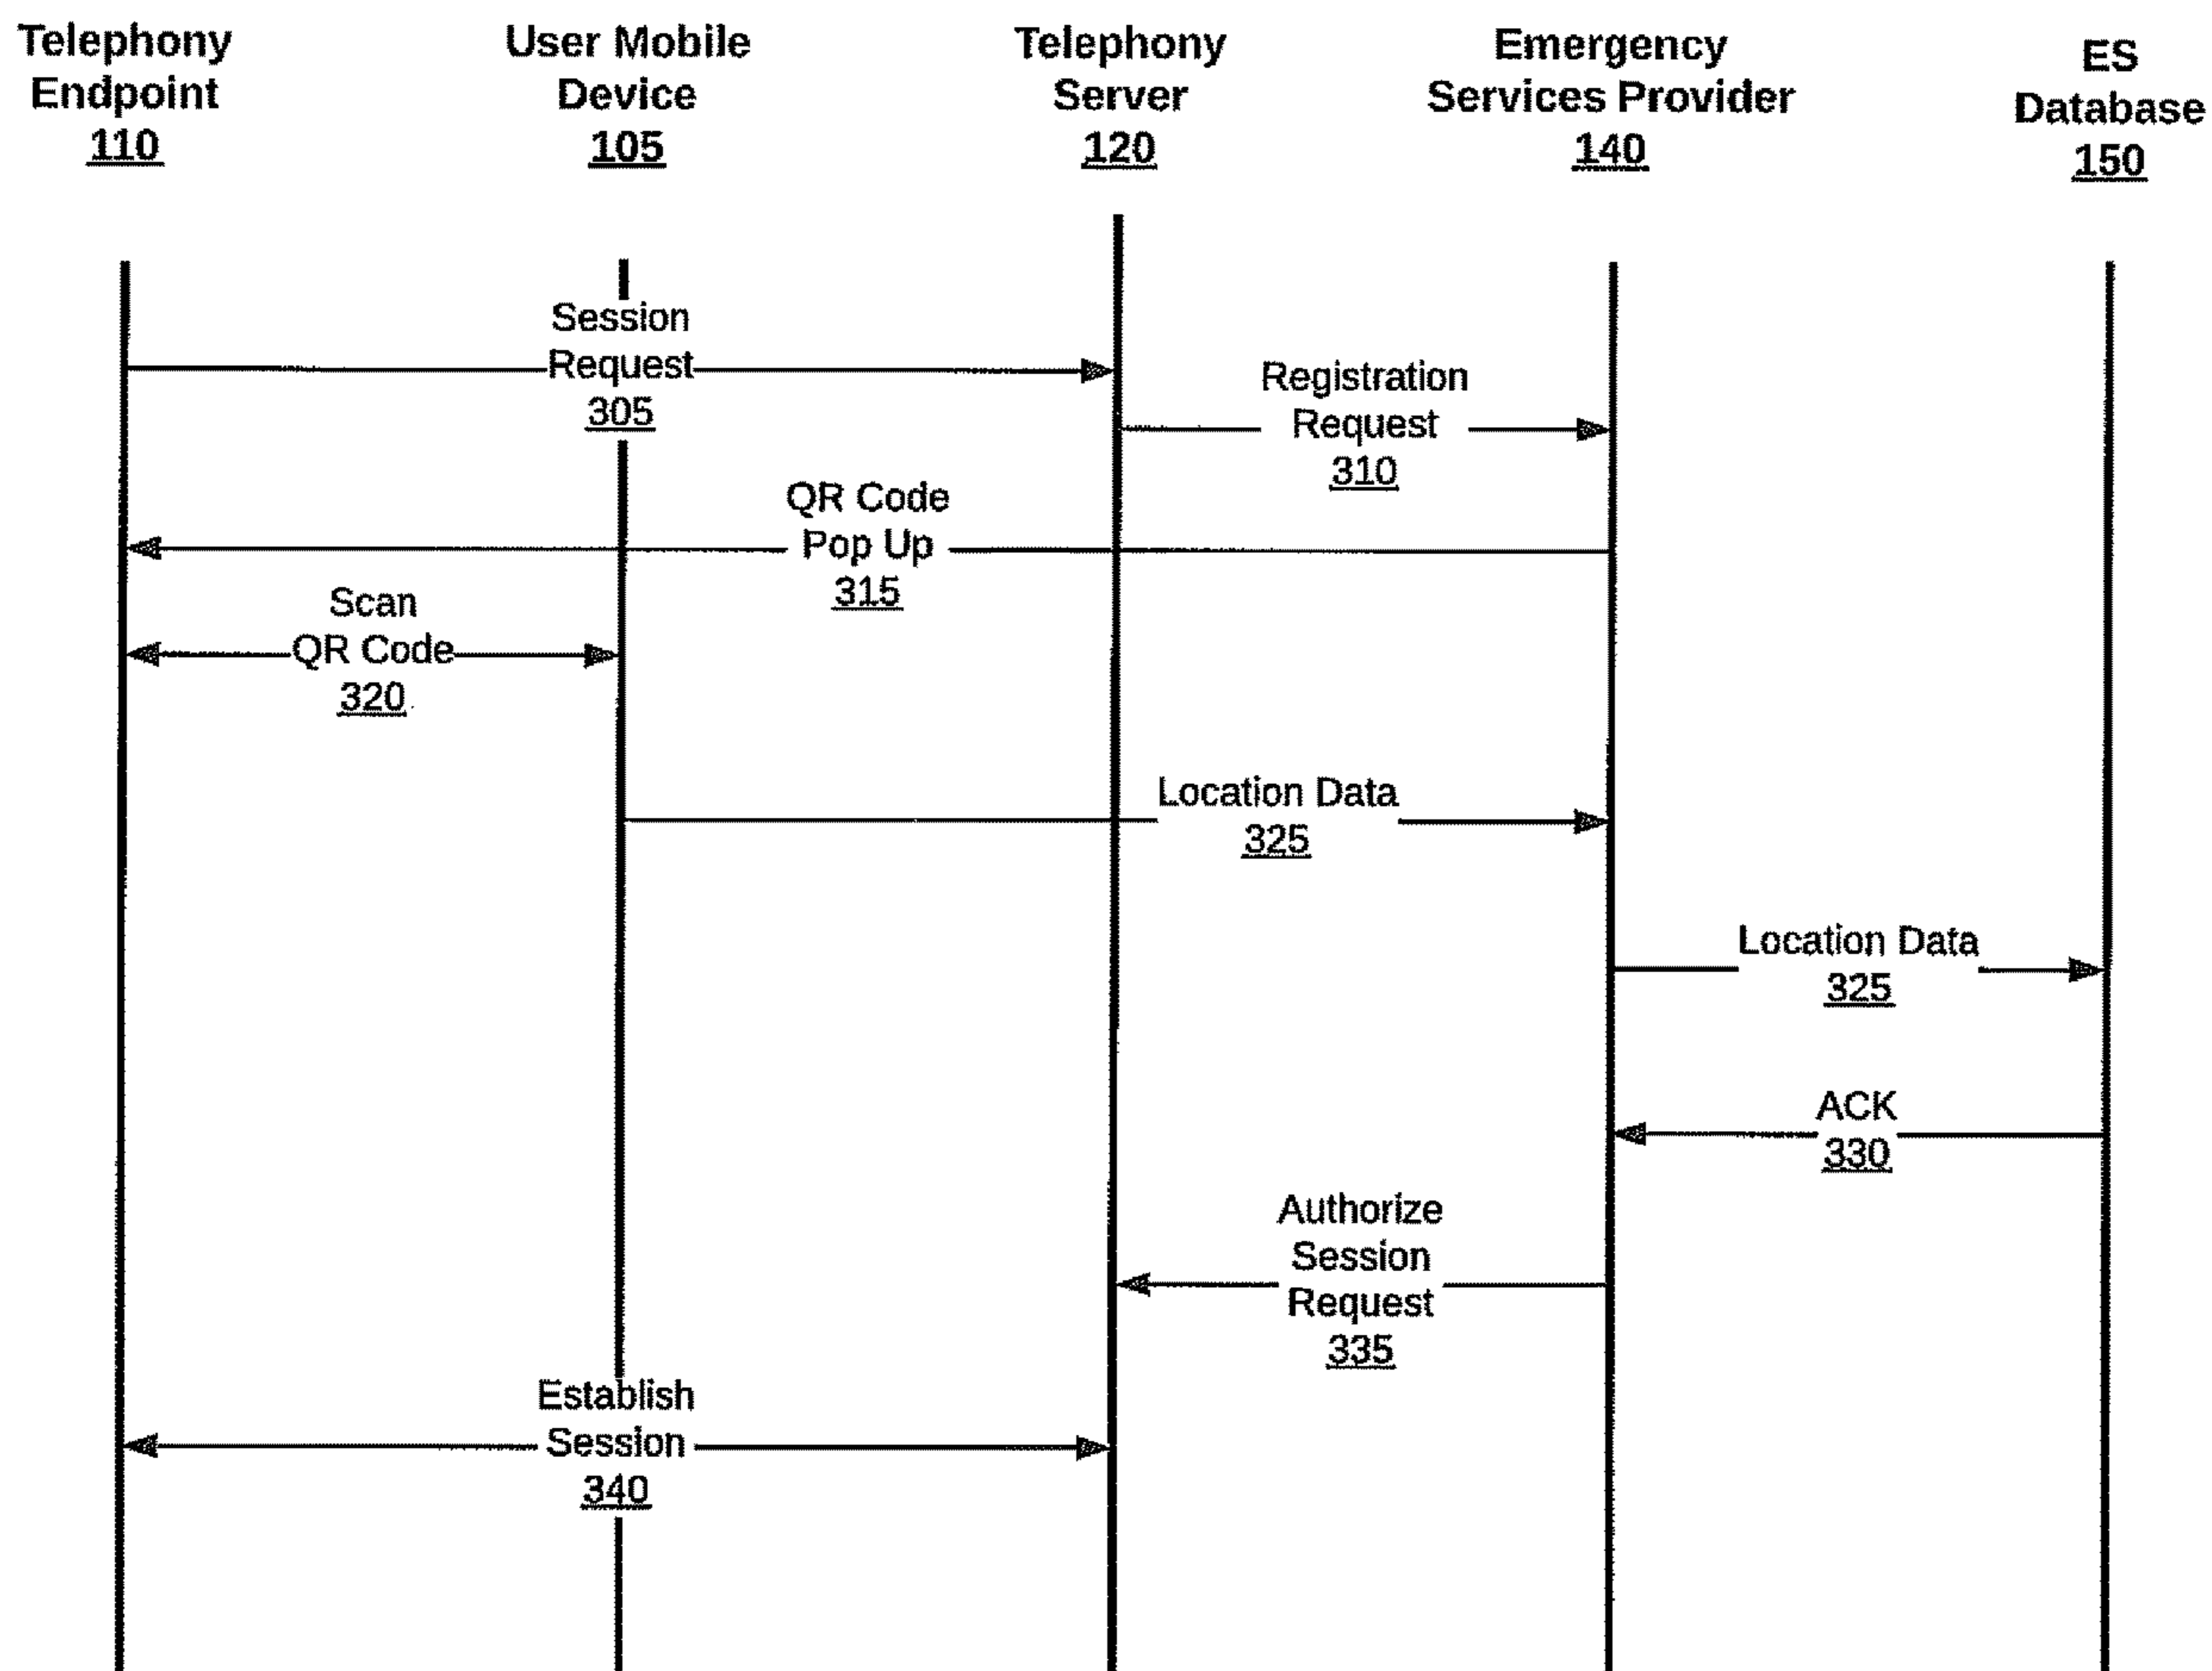 Telephony
Endpoint
110
User Mobile
Device
105
Telephony
Server
120
Emergency
Services Provider
140
ES
Database
150
Session
Request
305
Registration
Request
310
QR Code
Pop Up
315
Scan
QR Code
320
Location Data
325
Location Data
325
ACK
330
Authorize
Session
Request
335
Establish
Session
340